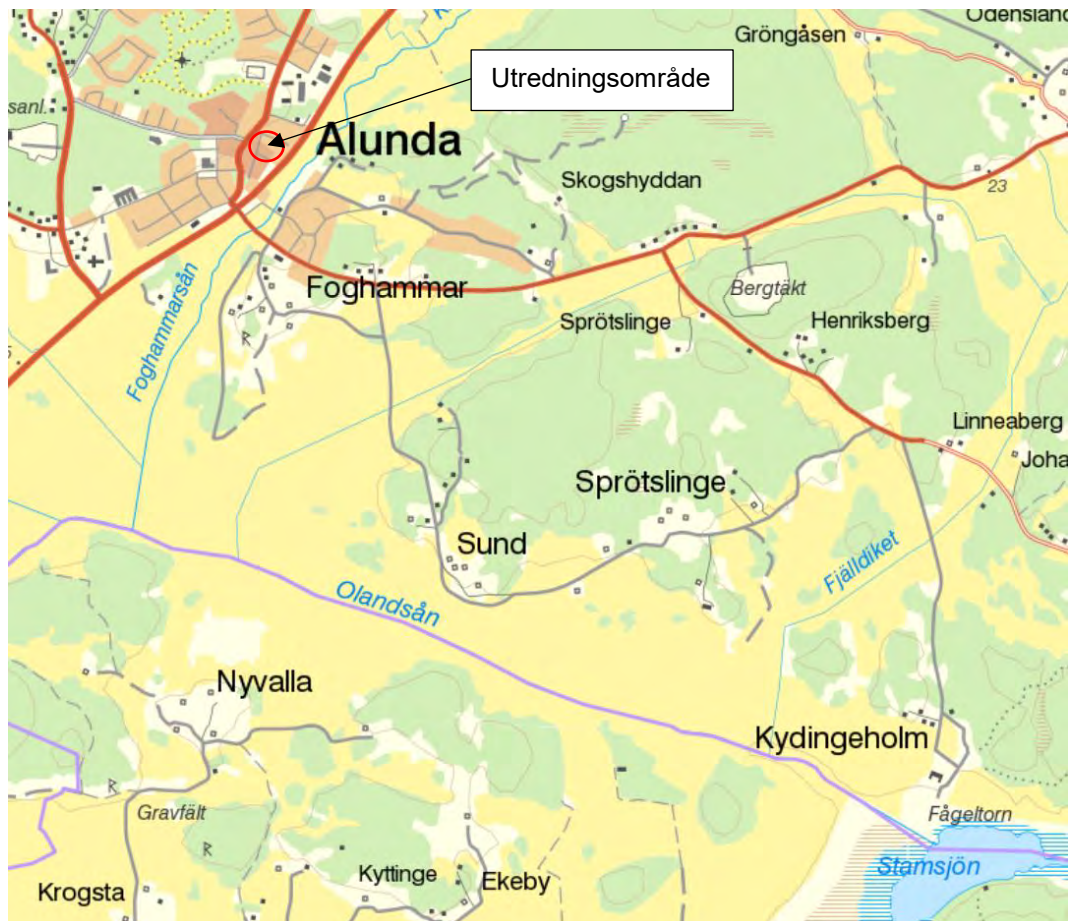 Odensland
Gröngåsen
Utredningsområde
sanl.
Alunda
Skogshyddan
23
Foghammar
Bergtäkt
Foghammarsån
Sprötslinge
Henriksberg
Linneaberg
Joha
Sprötslinge
Sund
Fjälldiket
Olandsån
Nyvalla
Kydingeholm
Gravfält
Fågeltorn
Kyttinge
Ekeby
Stamsjön
Krogsta